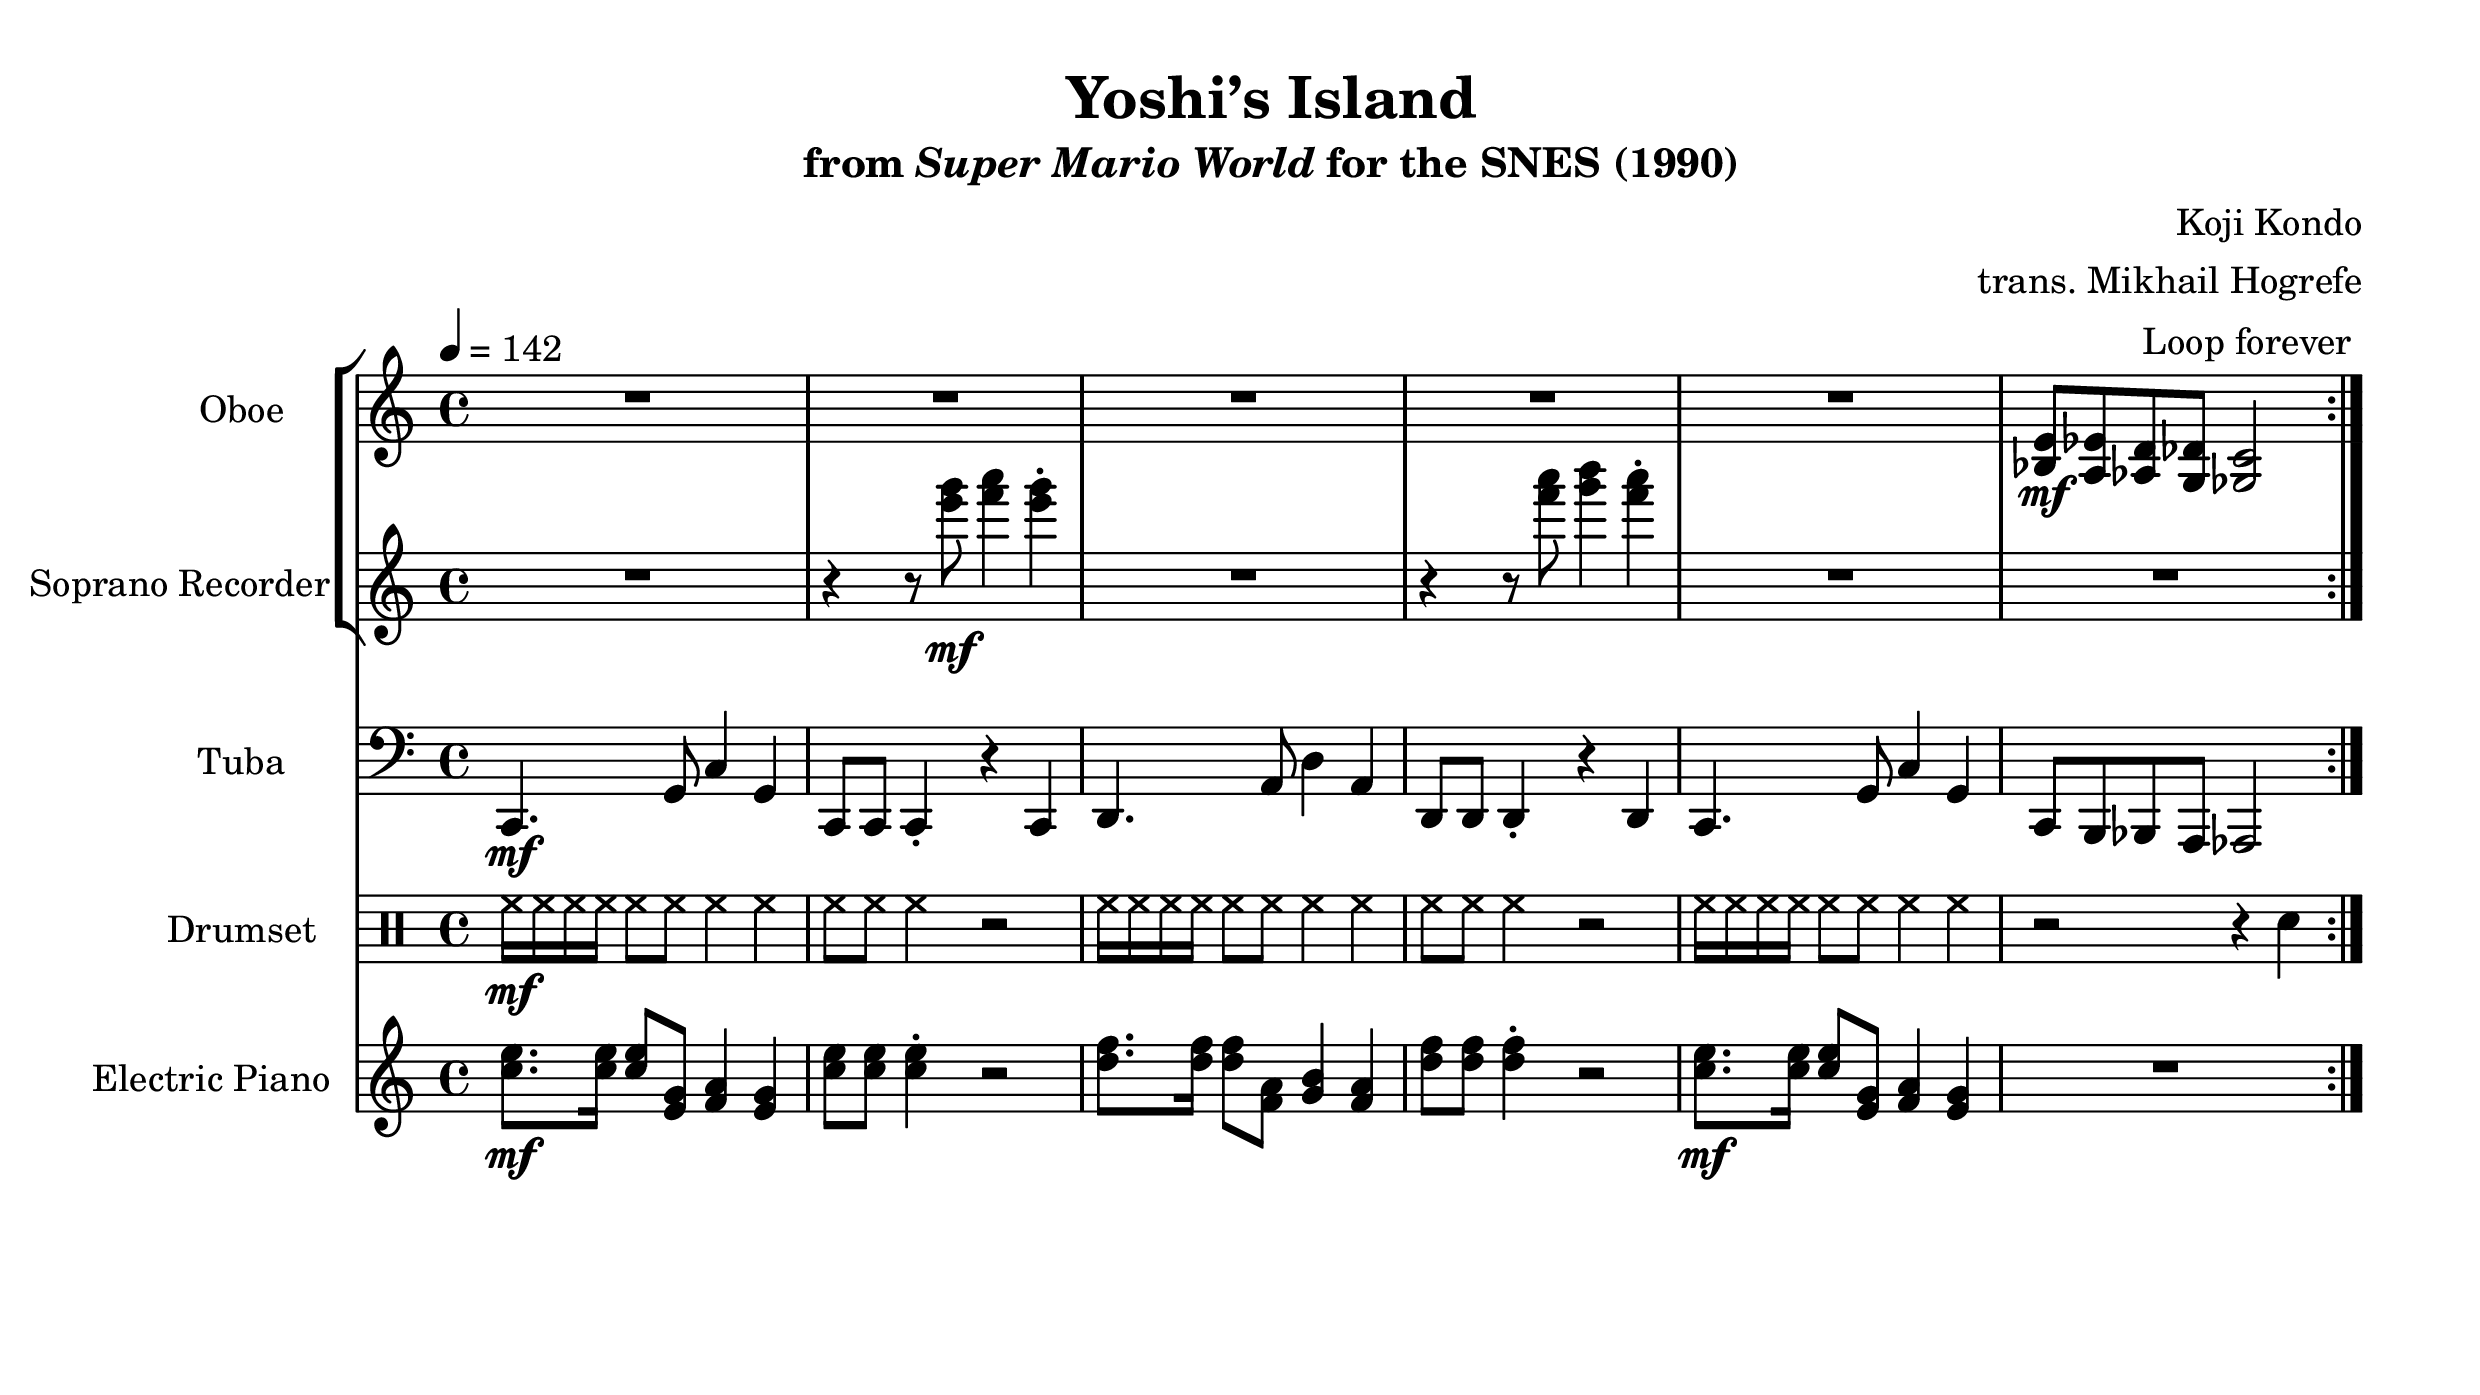 Yoshi’s Island
from Super Mario World for the SNES (1990)
Koji Kondo
trans. Mikhail Hogrefe
= 142
Loop forever
Oboe
mf
Soprano Recorder
mf
Tuba
mf
Drumset
mf
Electric Piano
mf
mf